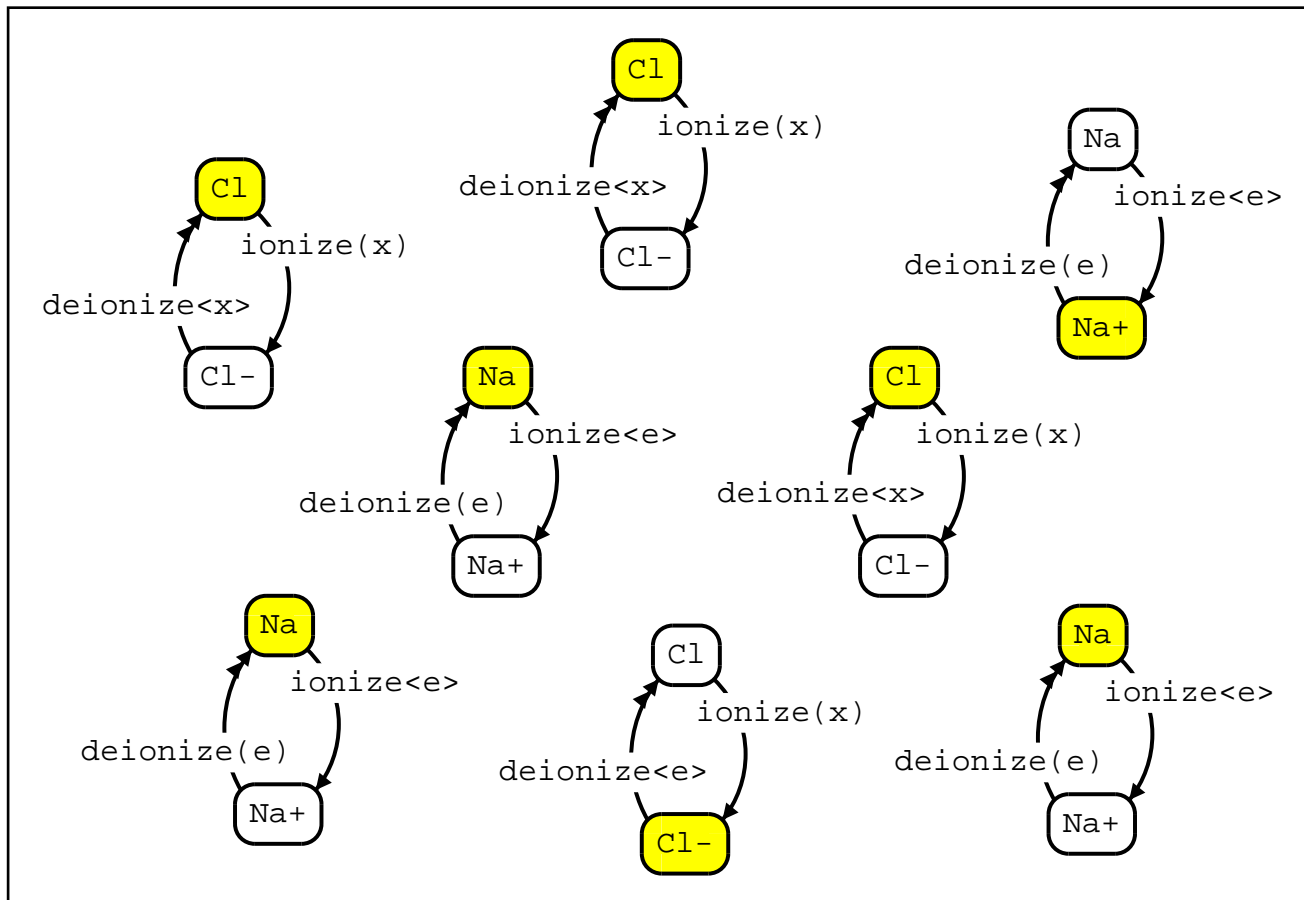 Cl
ionize(x)
deionize<x>
Cl-
Cl
ionize(x)
deionize<x>
Cl-
Na
ionize<e>
deionize(e)
Na+
Na
ionize<e>
deionize(e)
Na+
Cl
ionize(x)
deionize<x>
Cl-
Na
ionize<e>
deionize(e)
Na+
Cl
ionize(x)
deionize<e>
Cl-
Na
ionize<e>
deionize(e)
Na+